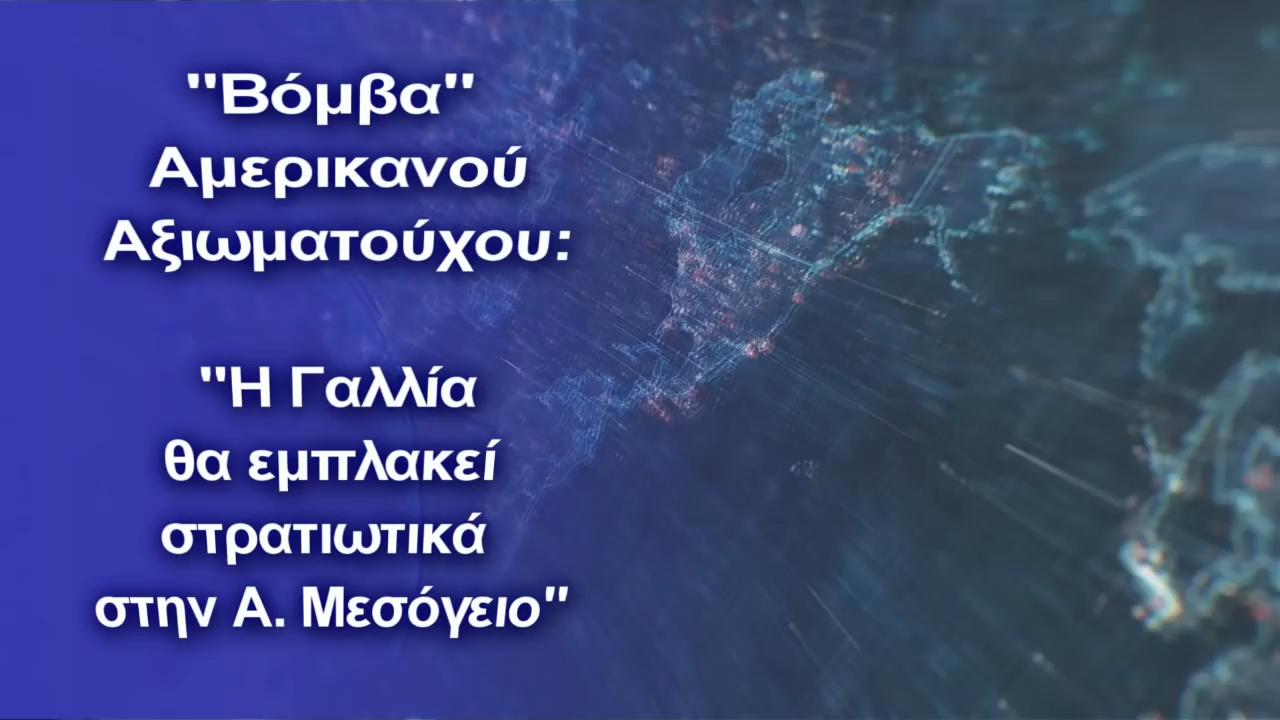 "Βόμβα"
Αμερικανού
Αξιωματούχου:
"Η Γαλλία
θα εμπλακεί
στρατιωτικά
στην Α. Μεσόγειο"